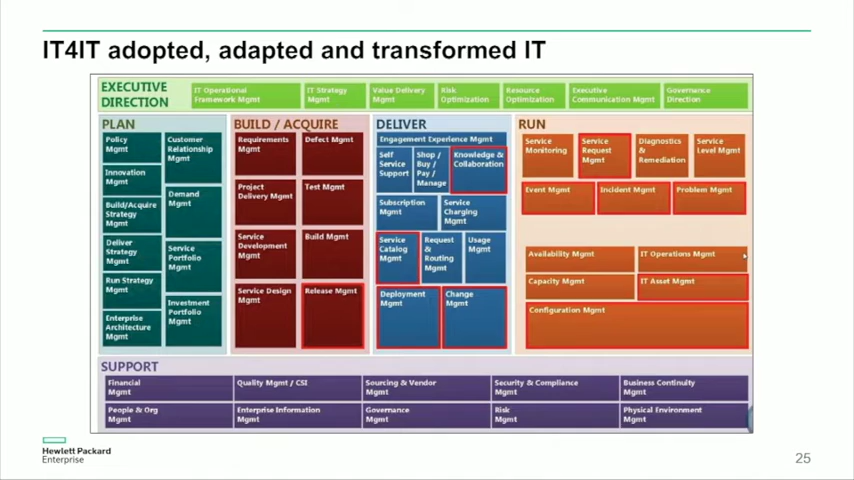 IT4IT adopted, adapted and transformed IT
EXECUTIVE
DIRECTION
IT Operational
Framework Mgmt
IT Strategy
Mgmt
Value Delivery
Mgmt
Risk
Optimization
Resource
Optimization
Executive
Communication Mgmt
Governance
Direction
PLAN
Policy
Mgmt
Innovation
Mgmt
Build/Acquire
Strategy
Mgmt
Deliver
Strategy
Mgmt
Run Strategy
Mgmt
Enterprise
Architecture
Mgmt
Customer
Relationship
Mgmt
Demand
Mgmt
Service
Portfolio
Mgmt
Investment
Portfolio
Mgmt
BUILD / ACQUIRE
Requirements
Mgmt
Defect Mgmt
Project
Delivery Mgmt
Test Mgmt
Service
Development
Mgmt
Build Mgmt
Service Design
Mgmt
Release Mgmt
DELIVER
Engagement Experience Mgmt
Self
Service
Support
Shop /
Buy /
Pay /
Manage
Knowledge &
Collaboration
Subscription
Mgmt
Service
Charging
Mgmt
Service
Catalog
Mgmt
Request
&
Routing
Mgmt
Usage
Mgmt
Deployment
Mgmt
Change
Mgmt
RUN
Service
Monitoring
Service
Request
Mgmt
Diagnostics
&
Remediation
Service
Level Mgmt
Event Mgmt
Incident Mgmt
Problem Mgmt
Availability Mgmt
IT Operations Mgmt
Capacity Mgmt
IT Asset Mgmt
Configuration Mgmt
SUPPORT
Financial
Mgmt
Quality Mgmt / CSI
Sourcing & Vendor
Mgmt
Security & Compliance
Mgmt
Business Continuity
Mgmt
People & Org
Mgmt
Enterprise Information
Mgmt
Governance
Mgmt
Risk
Mgmt
Physical Environment
Mgmt
Hewlett Packard
Enterprise
25